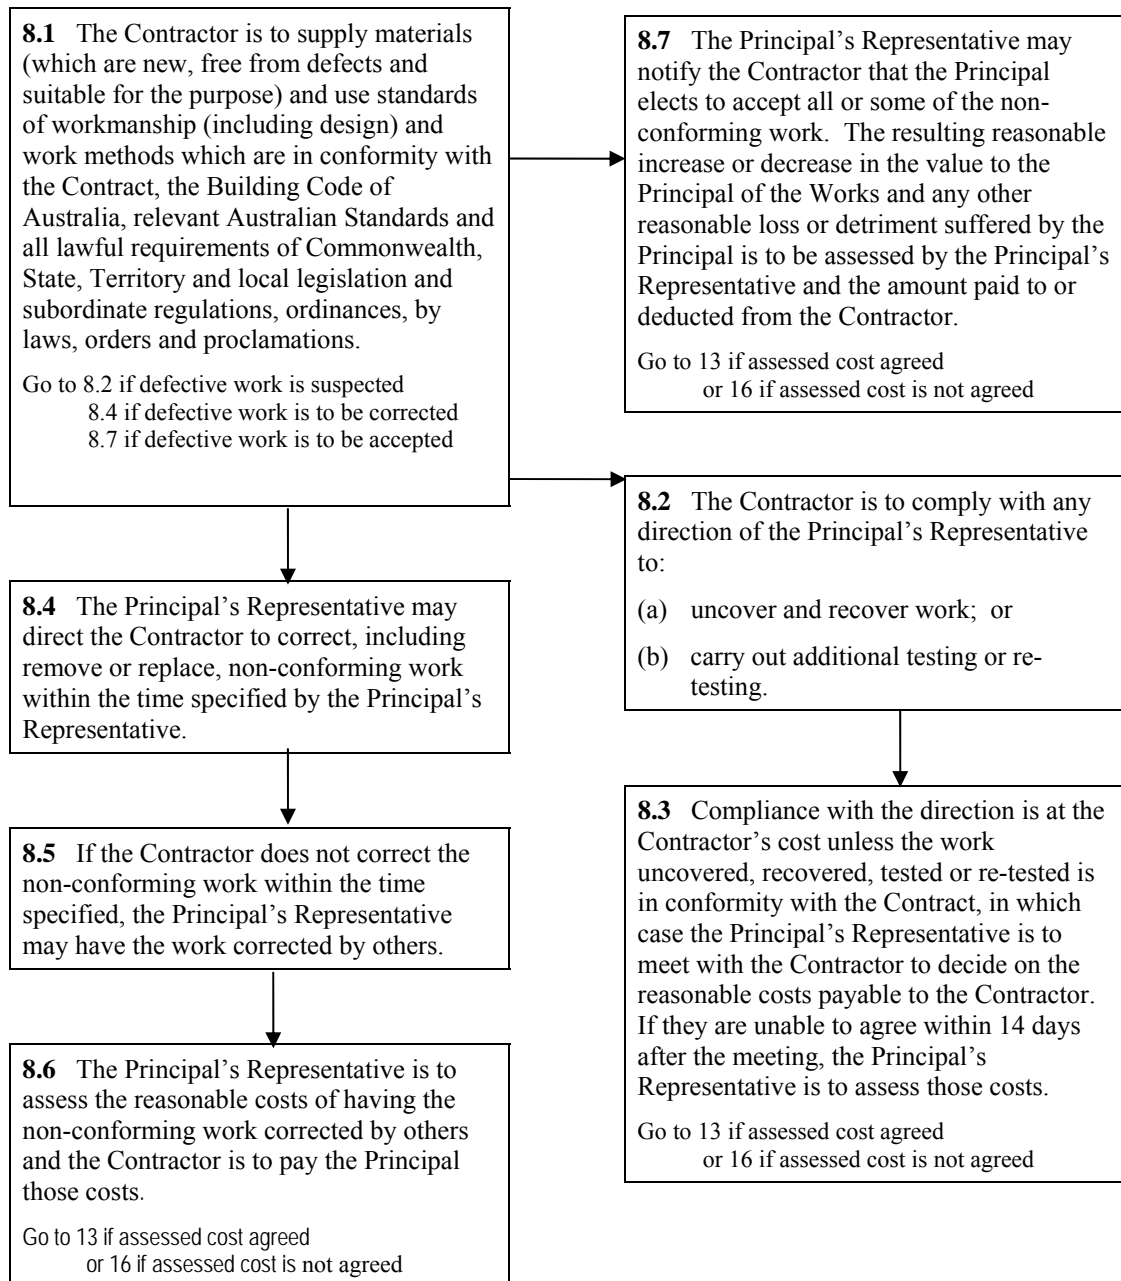 8.1 The Contractor is to supply materials
(which are new, free from defects and
suitable for the purpose) and use standards
of workmanship (including design) and
work methods which are in conformity with
the Contract, the Building Code of
Australia, relevant Australian Standards and
all lawful requirements of Commonwealth,
State, Territory and local legislation and
subordinate regulations, ordinances, by
laws, orders and proclamations.
Go to 8.2 if defective work is suspected
8.4 if defective work is to be corrected
8.7 if defective work is to be accepted
8.7 The Principal’s Representative may
notify the Contractor that the Principal
elects to accept all or some of the non-
conforming work. The resulting reasonable
increase or decrease in the value to the
Principal of the Works and any other
reasonable loss or detriment suffered by the
Principal is to be assessed by the Principal’s
Representative and the amount paid to or
deducted from the Contractor.
Go to 13 if assessed cost agreed
or 16 if assessed cost is not agreed
8.2 The Contractor is to comply with any
direction of the Principal’s Representative
to:
(a) uncover and recover work; or
(b) carry out additional testing or re-
testing.
8.4 The Principal’s Representative may
direct the Contractor to correct, including
remove or replace, non-conforming work
within the time specified by the Principal’s
Representative.
8.3 Compliance with the direction is at the
Contractor’s cost unless the work
uncovered, recovered, tested or re-tested is
in conformity with the Contract, in which
case the Principal’s Representative is to
meet with the Contractor to decide on the
reasonable costs payable to the Contractor.
If they are unable to agree within 14 days
after the meeting, the Principal’s
Representative is to assess those costs.
Go to 13 if assessed cost agreed
or 16 if assessed cost is not agreed
8.5 If the Contractor does not correct the
non-conforming work within the time
specified, the Principal’s Representative
may have the work corrected by others.
8.6 The Principal’s Representative is to
assess the reasonable costs of having the
non-conforming work corrected by others
and the Contractor is to pay the Principal
those costs.
Go to 13 if assessed cost agreed
or 16 if assessed cost is not agreed